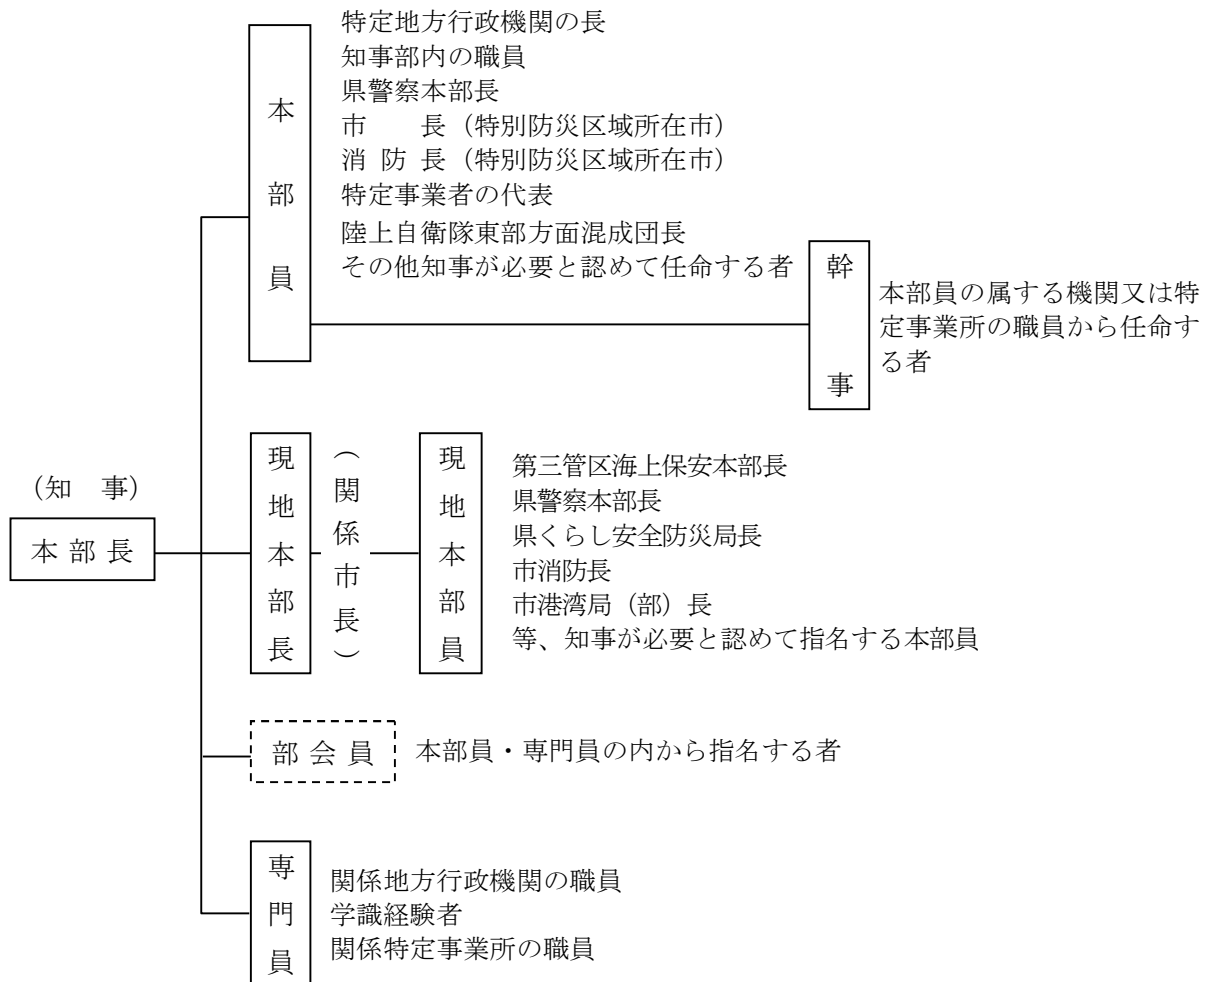 特定地方行政機関の長
知事部内の職員
県警察本部長
市　　長（特別防災区域所在市）
消 防 長（特別防災区域所在市）
特定事業者の代表
陸上自衛隊東部方面混成団長
その他知事が必要と認めて任命する者
本部員
幹事
本部員の属する機関又は特
定事業所の職員から任命す
る者
（知　事）
本 部 長
現地本部長
（関係市長）
現地本部員
第三管区海上保安本部長
県警察本部長
県くらし安全防災局長
市消防長
市港湾局（部）長
等、知事が必要と認めて指名する本部員
部 会 員
本部員・専門員の内から指名する者
専門員
関係地方行政機関の職員
学識経験者
関係特定事業所の職員